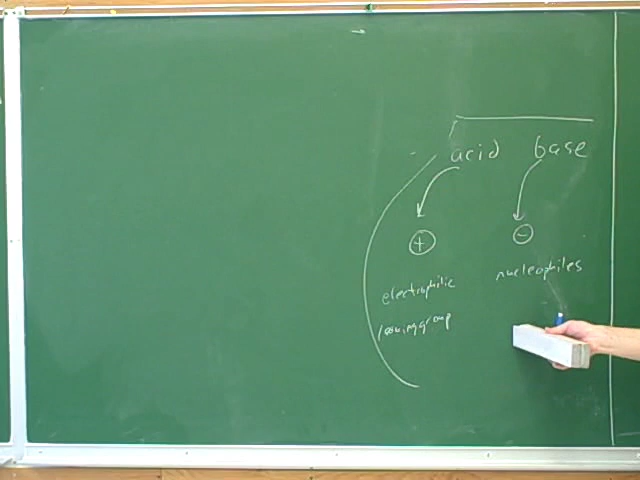 acid base
+ -
electrophilic nucleophiles
leaving group